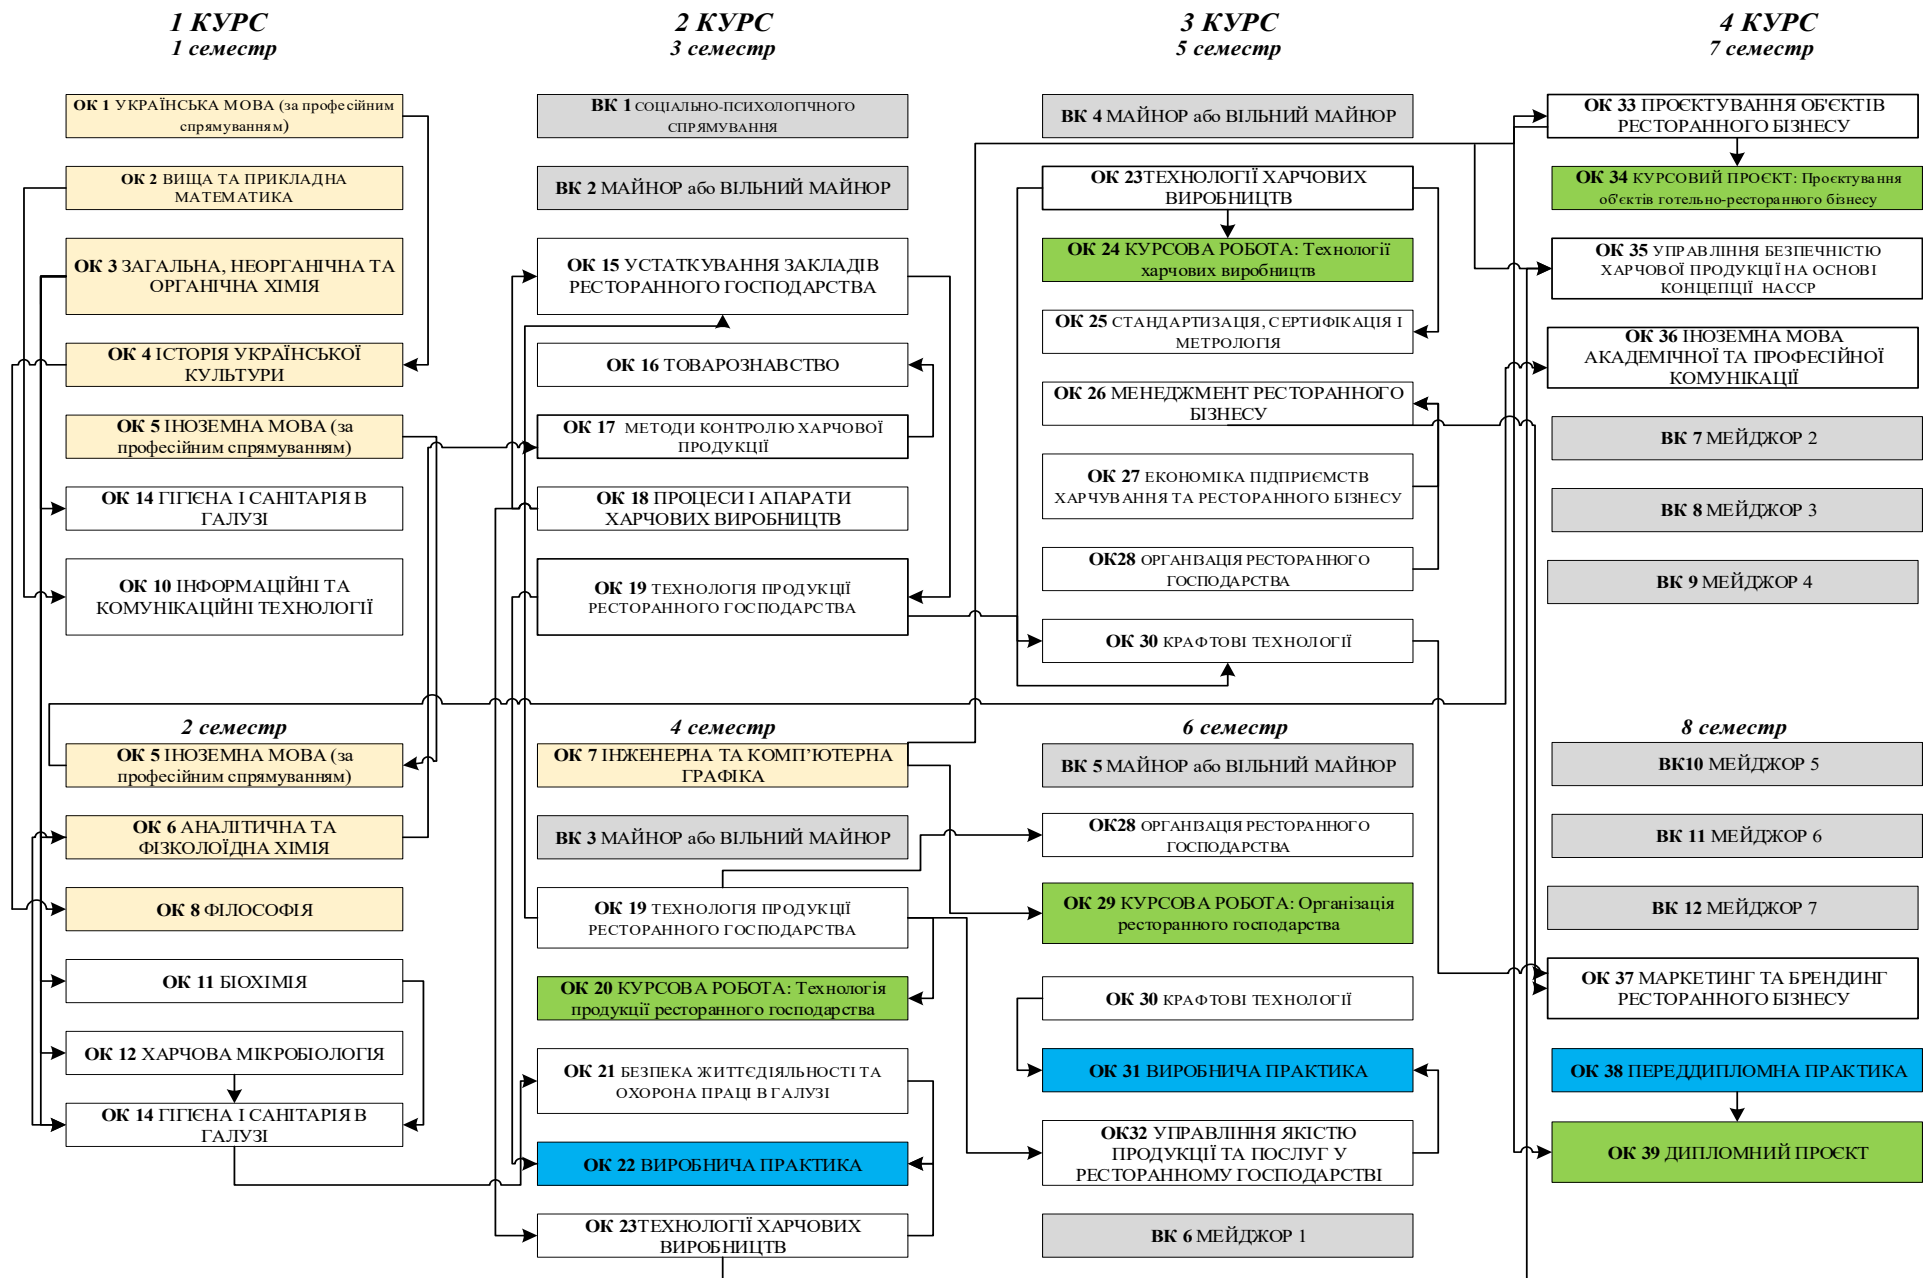 1 КУРС
1 семестр
ОК 1 УКРАЇНСЬКА МОВА (за професійним
спрямуванням)
ОК 2 ВИЩА ТА ПРИКЛАДНА
МАТЕМАТИКА
ОК 3 ЗАГАЛЬНА, НЕОРГАНІЧНА ТА
ОРГАНІЧНА ХІМІЯ
ОК 4 ІСТОРІЯ УКРАЇНСЬКОЇ
КУЛЬТУРИ
ОК 5 ІНОЗЕМНА МОВА (за
професійним спрямуванням)
ОК 14 ГІГІЄНА І САНІТАРІЯ В
ГАЛУЗІ
ОК 10 ІНФОРМАЦІЙНІ ТА
КОМУНІКАЦІЙНІ ТЕХНОЛОГІЇ
2 семестр
ОК 5 ІНОЗЕМНА МОВА (за
професійним спрямуванням)
ОК 6 АНАЛІТИЧНА ТА
ФІЗКОЛОЇДНА ХІМІЯ
ОК 8 ФІЛОСОФІЯ
ОК 11 БІОХІМІЯ
ОК 12 ХАРЧОВА МІКРОБІОЛОГІЯ
ОК 14 ГІГІЄНА І САНІТАРІЯ В
ГАЛУЗІ
2 КУРС
3 семестр
ВК 1 СОЦІАЛЬНО-ПСИХОЛОГІЧНОГО
СПРЯМУВАННЯ
ВК 2 МАЙНОР або ВІЛЬНИЙ МАЙНОР
ОК 15 УСТАТКУВАННЯ ЗАКЛАДІВ
РЕСТОРАННОГО ГОСПОДАРСТВА
ОК 16 ТОВАРОЗНАВСТВО
ОК 17 МЕТОДИ КОНТРОЛЮ ХАРЧОВОЇ
ПРОДУКЦІЇ
ОК 18 ПРОЦЕСИ І АПАРАТИ
ХАРЧОВИХ ВИРОБНИЦТВ
ОК 19 ТЕХНОЛОГІЯ ПРОДУКЦІЇ
РЕСТОРАННОГО ГОСПОДАРСТВА
4 семестр
ОК 7 ІНЖЕНЕРНА ТА КОМП'ЮТЕРНА
ГРАФІКА
ВК 3 МАЙНОР або ВІЛЬНИЙ МАЙНОР
ОК 19 ТЕХНОЛОГІЯ ПРОДУКЦІЇ
РЕСТОРАННОГО ГОСПОДАРСТВА
ОК 20 КУРСОВА РОБОТА: Технологія
продукції ресторанного господарства
ОК 21 БЕЗПЕКА ЖИТТЄДІЯЛЬНОСТІ ТА
ОХОРОНА ПРАЦІ В ГАЛУЗІ
ОК 22 ВИРОБНИЧА ПРАКТИКА
ОК 23ТЕХНОЛОГІЇ ХАРЧОВИХ
ВИРОБНИЦТВ
3 КУРС
5 семестр
ВК 4 МАЙНОР або ВІЛЬНИЙ МАЙНОР
ОК 23ТЕХНОЛОГІЇ ХАРЧОВИХ
ВИРОБНИЦТВ
ОК 24 КУРСОВА РОБОТА: Технології
харчових виробництв
ОК 25 СТАНДАРТИЗАЦІЯ, СЕРТИФІКАЦІЯ І
МЕТРОЛОГІЯ
ОК 26 МЕНЕДЖМЕНТ РЕСТОРАННОГО
БІЗНЕСУ
ОК 27 ЕКОНОМІКА ПІДПРИЄМСТВ
ХАРЧУВАННЯ ТА РЕСТОРАННОГО БІЗНЕСУ
ОК28 ОРГАНІЗАЦІЯ РЕСТОРАННОГО
ГОСПОДАРСТВА
ОК 30 КРАФТОВІ ТЕХНОЛОГІЇ
6 семестр
ВК 5 МАЙНОР або ВІЛЬНИЙ МАЙНОР
ОК28 ОРГАНІЗАЦІЯ РЕСТОРАННОГО
ГОСПОДАРСТВА
ОК 29 КУРСОВА РОБОТА: Організація
ресторанного господарства
ОК 30 КРАФТОВІ ТЕХНОЛОГІЇ
ОК 31 ВИРОБНИЧА ПРАКТИКА
ОК32 УПРАВЛІННЯ ЯКІСТЮ
ПРОДУКЦІЇ ТА ПОСЛУГ У
РЕСТОРАННОМУ ГОСПОДАРСТВІ
ВК 6 МЕЙДЖОР 1
4 КУРС
7 семестр
ОК 33 ПРОЄКТУВАННЯ ОБ'ЄКТІВ
РЕСТОРАННОГО БІЗНЕСУ
ОК 34 КУРСОВИЙ ПРОЄКТ: Проєктування
об'єктів готельно-ресторанного бізнесу
ОК 35 УПРАВЛІННЯ БЕЗПЕЧНІСТЮ
ХАРЧОВОЇ ПРОДУКЦІЇ НА ОСНОВІ
КОНЦЕПЦІЇ НАССР
ОК 36 ІНОЗЕМНА МОВА
АКАДЕМІЧНОЇ ТА ПРОФЕСІЙНОЇ
КОМУНІКАЦІЇ
ВК 7 МЕЙДЖОР 2
ВК 8 МЕЙДЖОР 3
ВК 9 МЕЙДЖОР 4
8 семестр
ВК10 МЕЙДЖОР 5
ВК 11 МЕЙДЖОР 6
ВК 12 МЕЙДЖОР 7
ОК 37 МАРКЕТИНГ ТА БРЕНДИНГ
РЕСТОРАННОГО БІЗНЕСУ
ОК 38 ПЕРЕДДИПЛОМНА ПРАКТИКА
ОК 39 ДИПЛОМНИЙ ПРОЄКТ